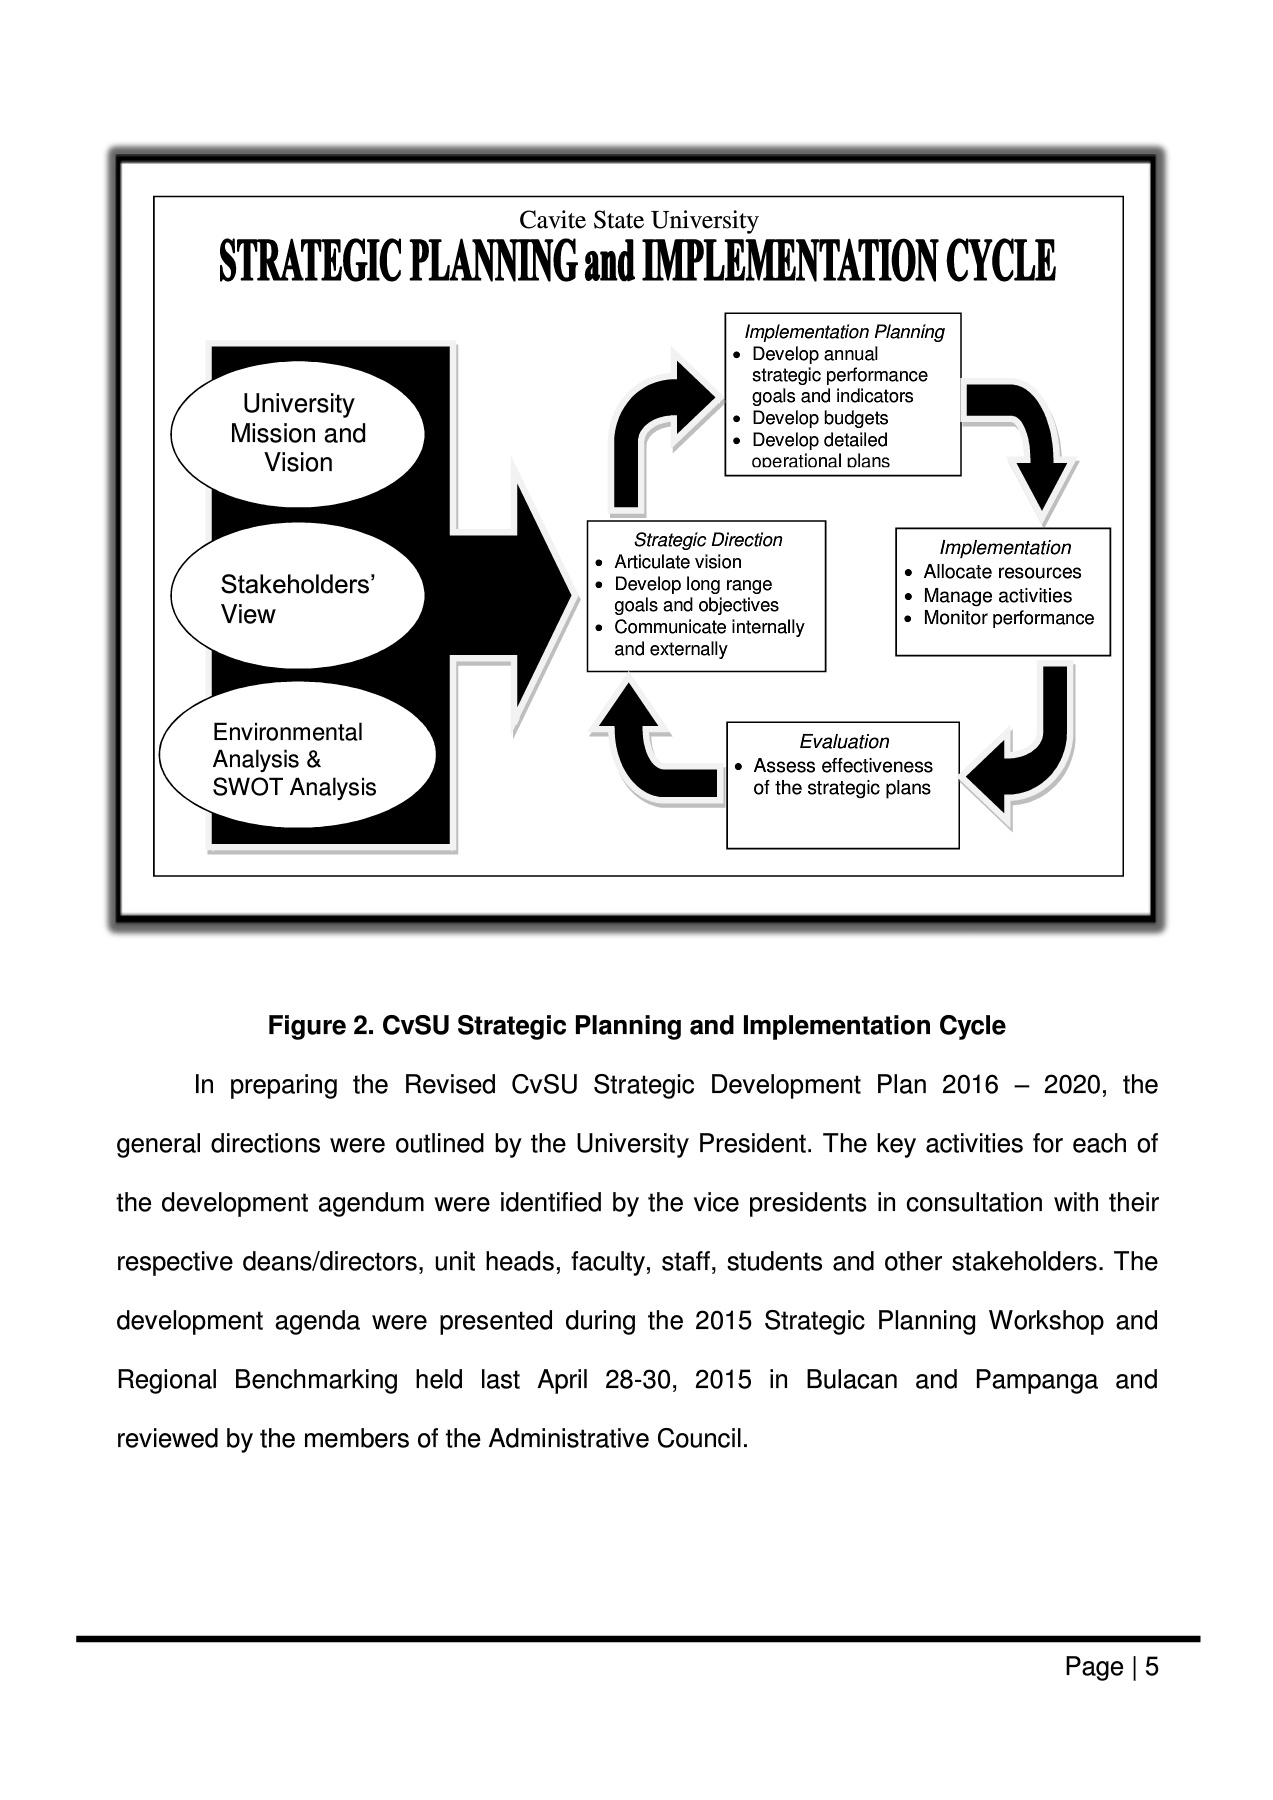 Cavite State University
STRATEGIC PLANNING and IMPLEMENTATION CYCLE
University
Mission and
Vision
Stakeholders’
View
Environmental
Analysis &
SWOT Analysis
Strategic Direction
• Articulate vision
• Develop long range
goals and objectives
• Communicate internally
and externally
Implementation Planning
• Develop annual
strategic performance
goals and indicators
• Develop budgets
• Develop detailed
operational plans
Implementation
• Allocate resources
• Manage activities
• Monitor performance
Evaluation
• Assess effectiveness
of the strategic plans
Figure 2. CvSU Strategic Planning and Implementation Cycle
In preparing the Revised CvSU Strategic Development Plan 2016 – 2020, the
general directions were outlined by the University President. The key activities for each of
the development agendum were identified by the vice presidents in consultation with their
respective deans/directors, unit heads, faculty, staff, students and other stakeholders. The
development agenda were presented during the 2015 Strategic Planning Workshop and
Regional Benchmarking held last April 28-30, 2015 in Bulacan and Pampanga and
reviewed by the members of the Administrative Council.
Page | 5